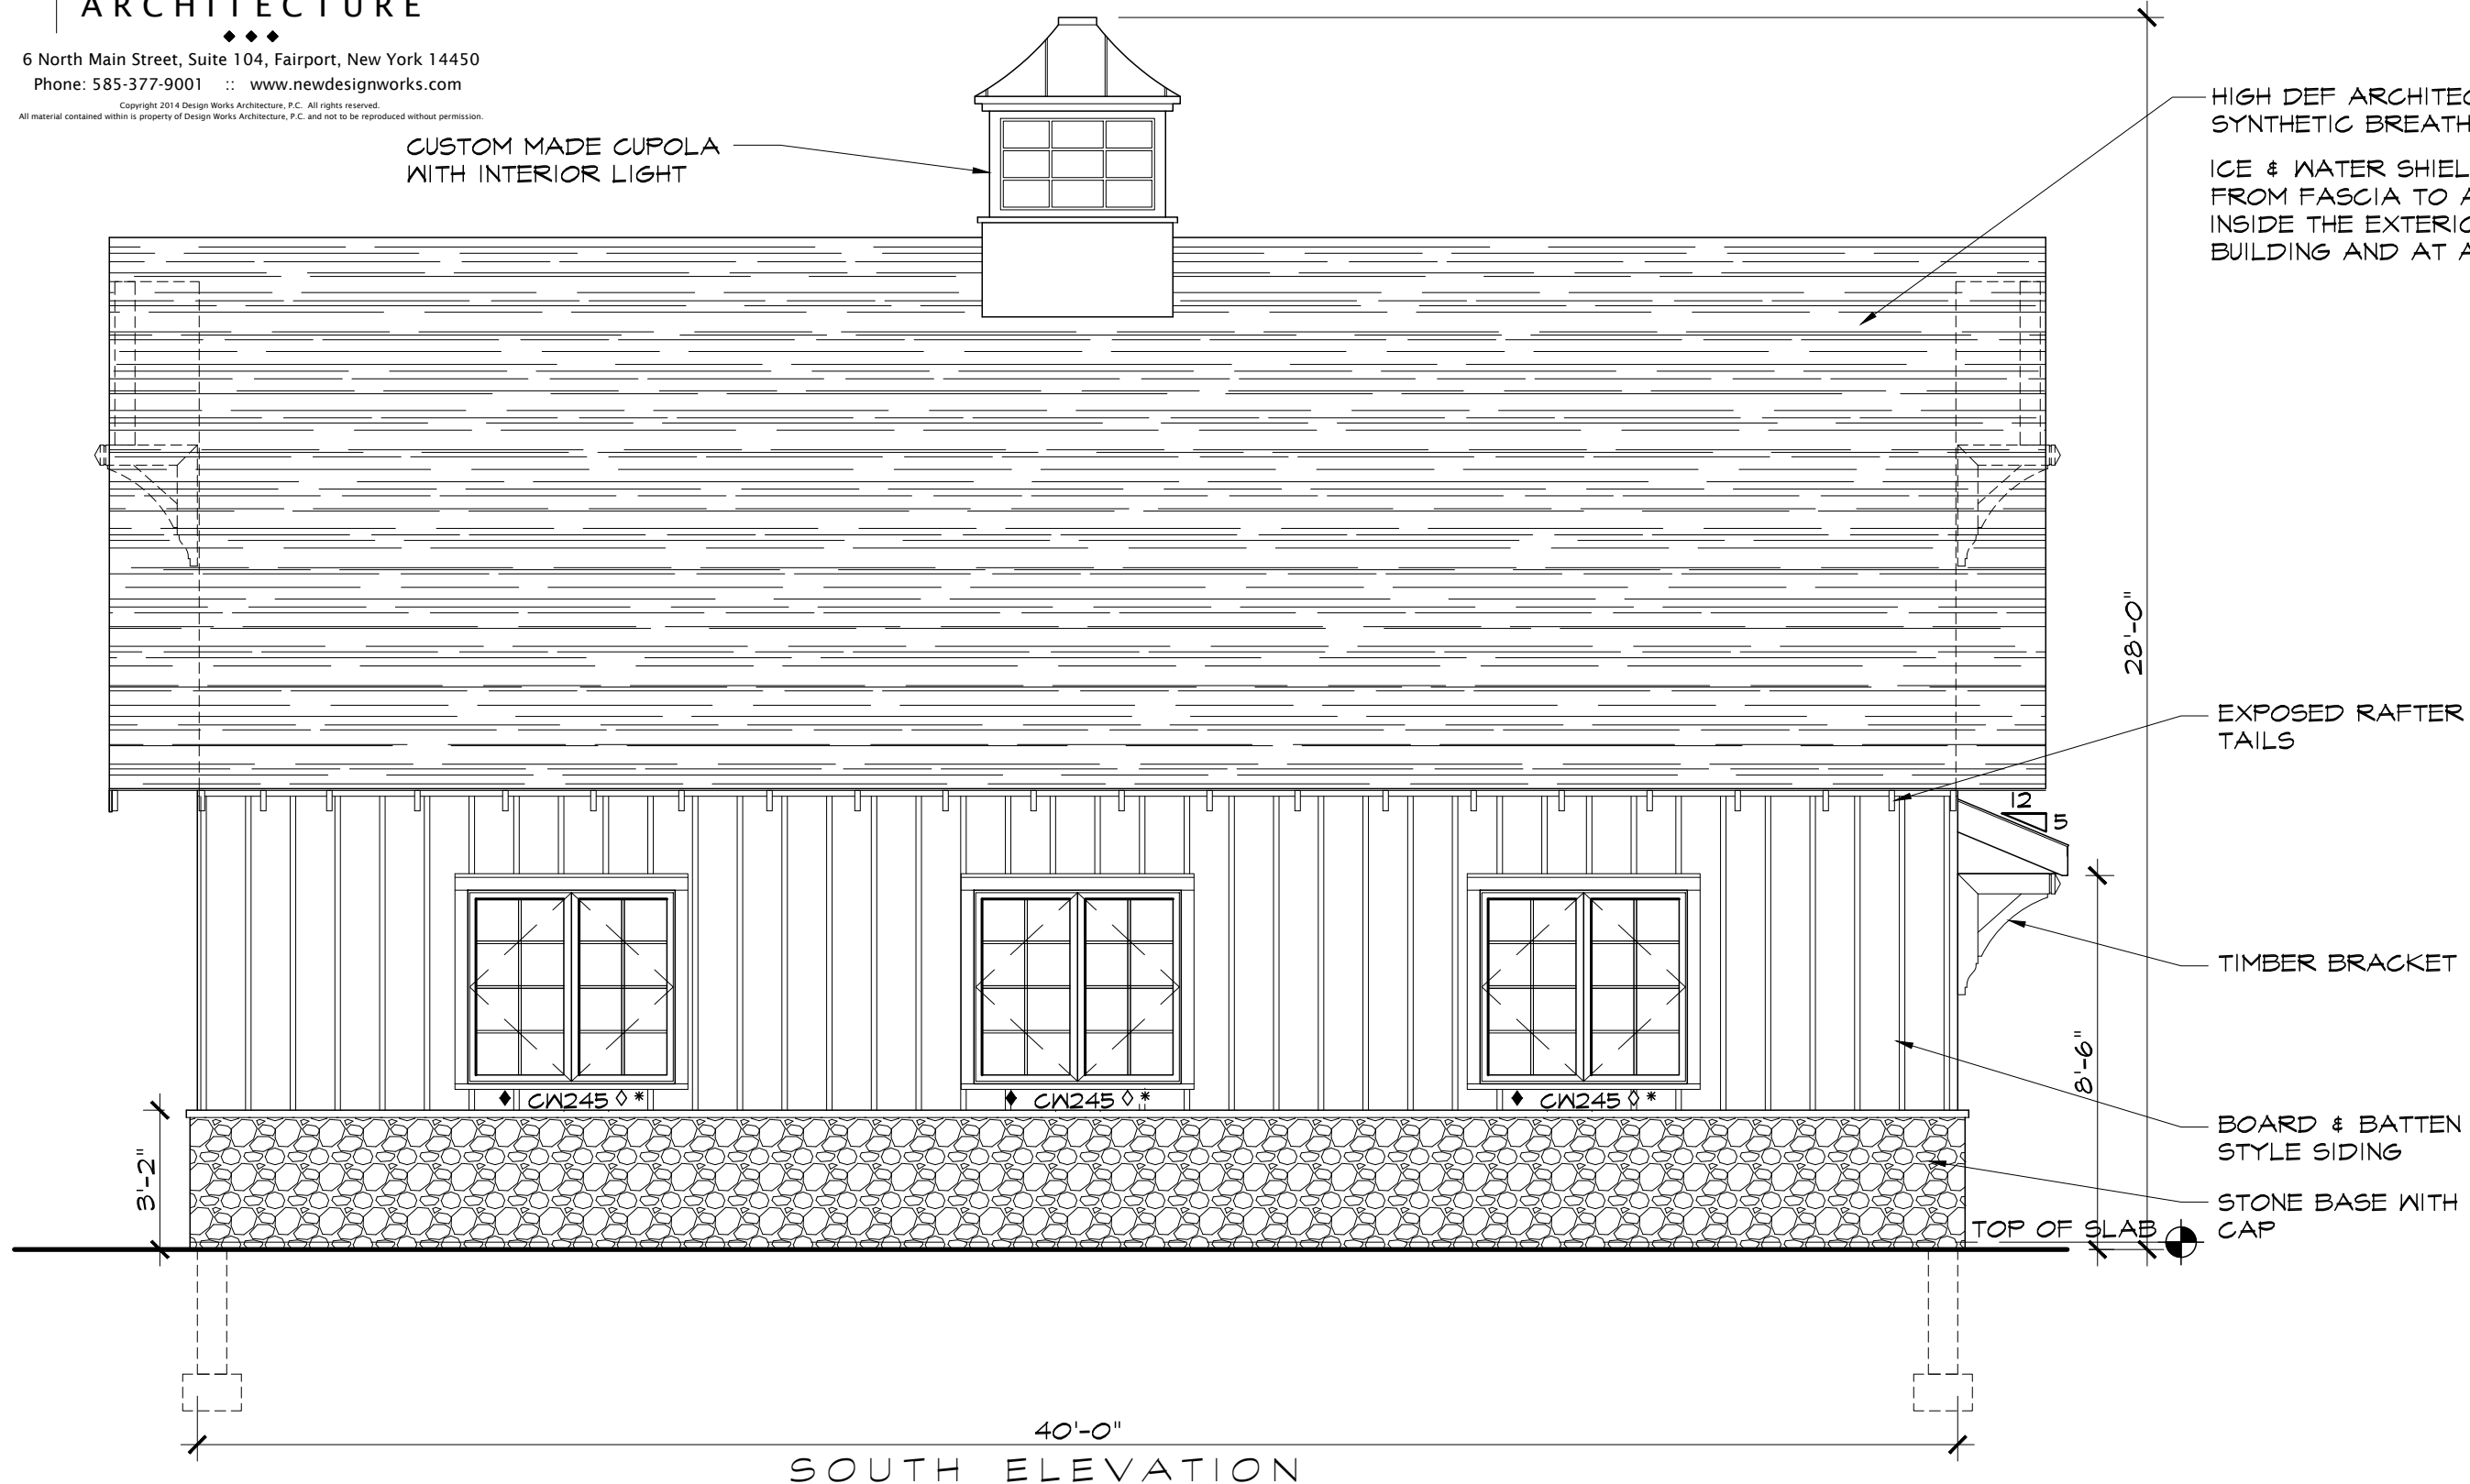 ARCHITECTURE
6 North Main Street, Suite 104, Fairport, New York 14450
Phone: 585-377-9001 :: www.newdesignworks.com
Copyright 2014 Design Works Architecture, P.C. All rights reserved.
All material contained within is property of Design Works Architecture, P.C. and not to be reproduced without permission.
CUSTOM MADE CUPOLA
WITH INTERIOR LIGHT
HIGH DEF ARCHITEC
SYNTHETIC BREATH
ICE & WATER SHIEL
FROM FASCIA TO A
INSIDE THE EXTERIO
BUILDING AND AT A
28'-0"
EXPOSED RAFTER
TAILS
12
5
TIMBER BRACKET
8'-6"
BOARD & BATTEN
STYLE SIDING
STONE BASE WITH
CAP
TOP OF SLAB
♦ CW245 ◊ *
♦ CW245 ◊ *
♦ CW245 ◊ *
3'-2"
40'-0"
SOUTH ELEVATION